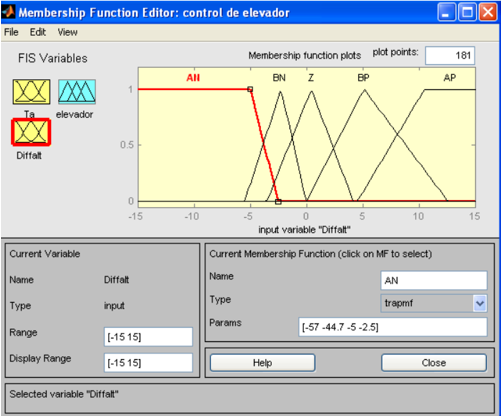 Membership Function Editor: control de elevador
File Edit View
FIS Variables
Ta
elevador
Diffalt
Membership function plots plot points: 181
AN BN Z BP AP
1
0.5
0
-15 -10 -5 0 5 10 15
input variable "Diffalt"
Current Variable
Name Diffalt
Type input
Range [-15 15]
Display Range [-15 15]
Current Membership Function (click on MF to select)
Name AN
Type trapmf
Params [-57 -44.7 -5 -2.5]
Help Close
Selected variable "Diffalt"